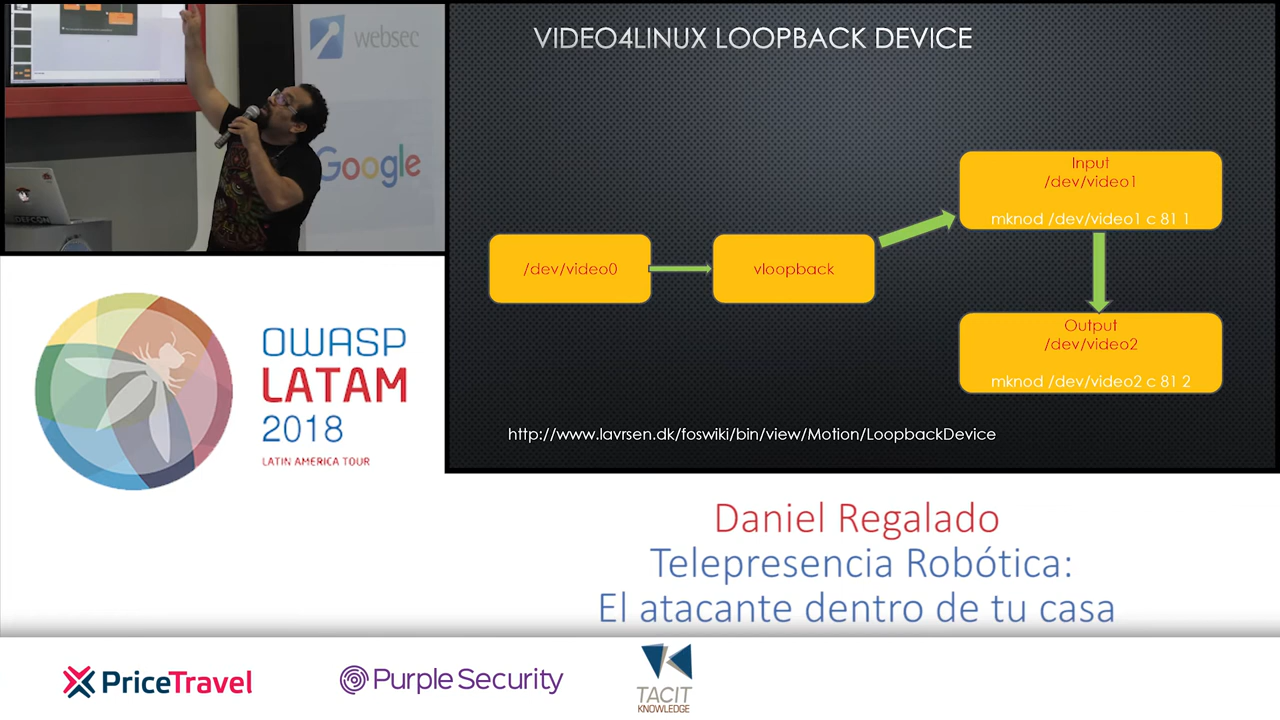 websec
Google
VIDEO4LINUX LOOPBACK DEVICE
/dev/video0
vloopback
Input
/dev/video1
mknod /dev/video1 c 81 1
Output
/dev/video2
mknod /dev/video2 c 81 2
http://www.lavrsen.dk/foswiki/bin/view/Motion/LoopbackDevice
OWASP
LATAM
2018
LATIN AMERICA TOUR
Daniel Regalado
Telepresencia Robótica:
El atacante dentro de tu casa
PriceTravel
Purple Security
TACIT
KNOWLEDGE